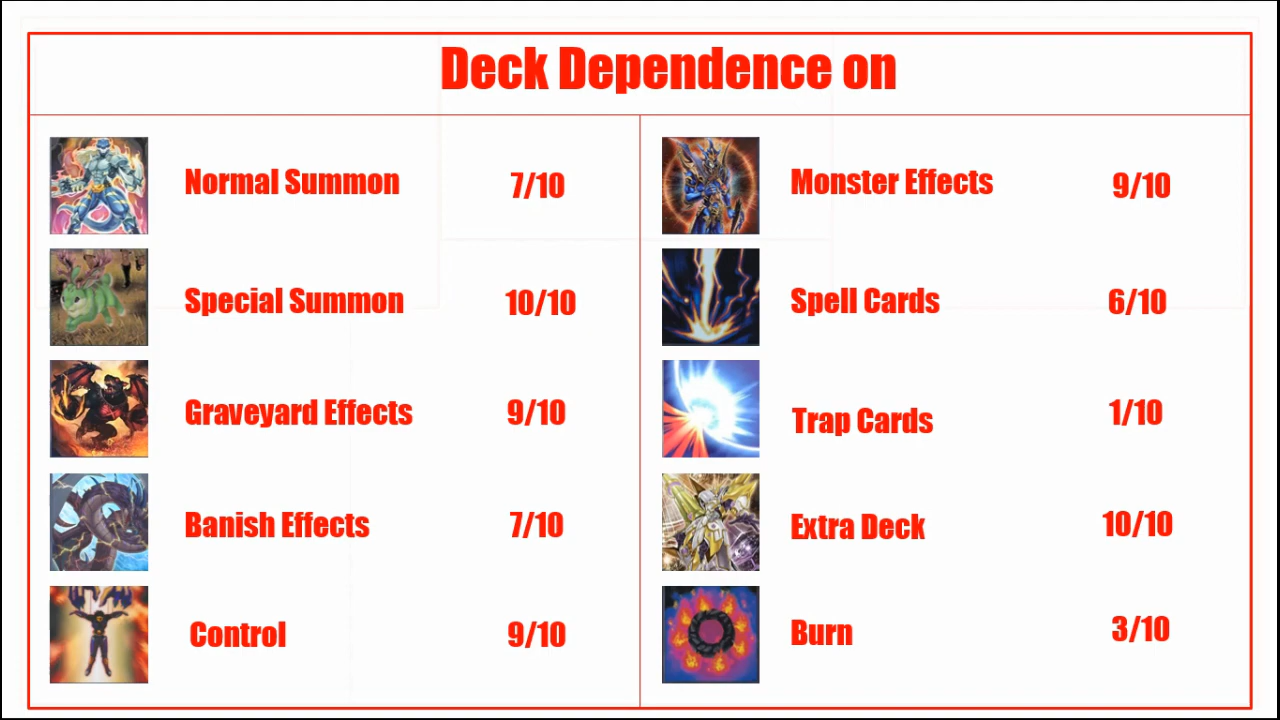 Deck Dependence on
Normal Summon 7/10
Special Summon 10/10
Graveyard Effects 9/10
Banish Effects 7/10
Control 9/10
Monster Effects 9/10
Spell Cards 6/10
Trap Cards 1/10
Extra Deck 10/10
Burn 3/10